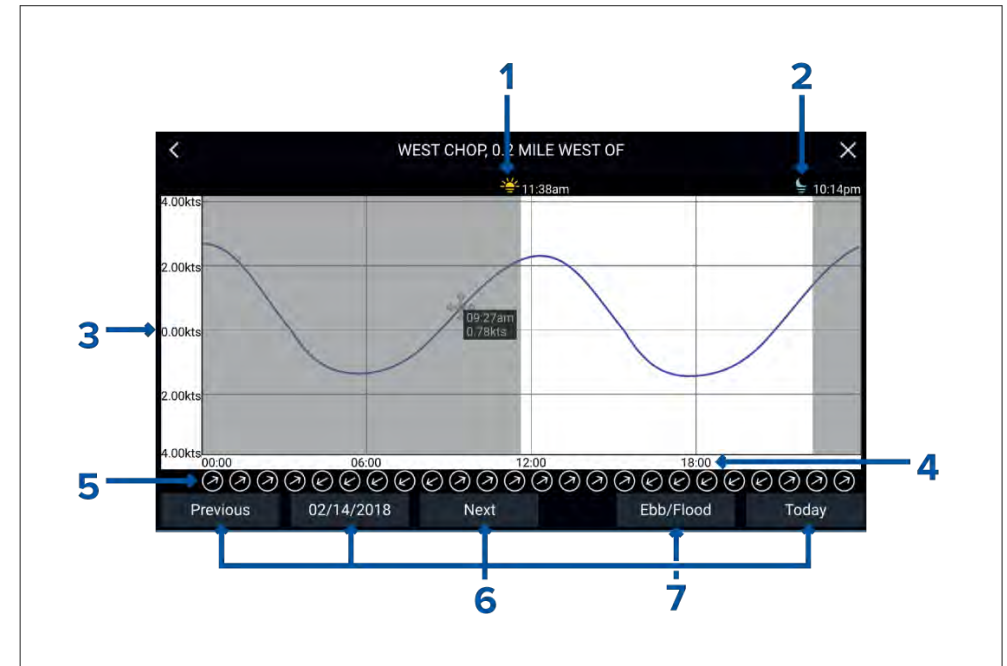 1
2
WEST CHOP, 0.2 MILE WEST OF
11:38am
10:14pm
4.00kts
2.00kts
09:27am
0.78kts
3
0.00kts
2.00kts
4.00kts
00:00
06:00
12:00
18:00
4
5
Previous
02/14/2018
Next
Ebb/Flood
Today
6
7